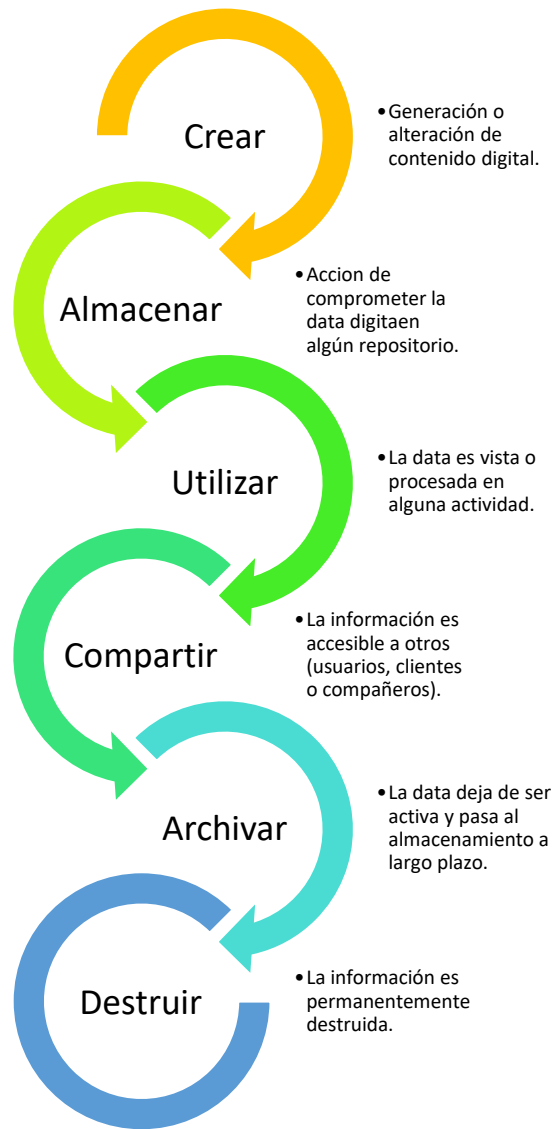 Crear
•Generación o
alteración de
contenido digital.
Almacenar
•Accion de
comprometer la
data digitaen
algún repositorio.
Utilizar
•La data es vista o
procesada en
alguna actividad.
Compartir
•La información es
accesible a otros
(usuarios, clientes
o compañeros).
Archivar
•La data deja de ser
activa y pasa al
almacenamiento a
largo plazo.
Destruir
•La información es
permanentemente
destruida.